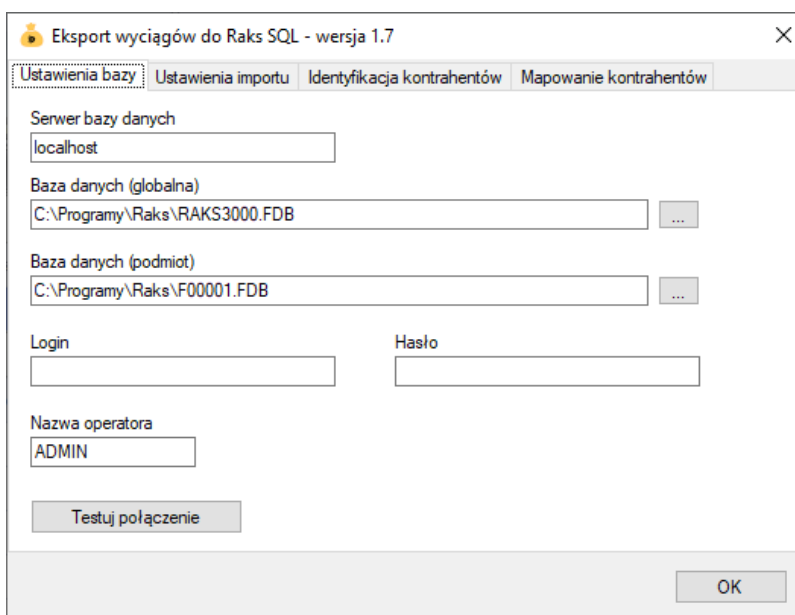 Eksport wyciągów do Raks SQL - wersja 1.7
Ustawienia bazy Ustawienia importu Identyfikacja kontrahentów Mapowanie kontrahentów
Serwer bazy danych
localhost
Baza danych (globalna)
C:\Programy\Raks\RAKS3000.FDB ...
Baza danych (podmiot)
C:\Programy\Raks\F00001.FDB ...
Login Hasło
Nazwa operatora
ADMIN
Testuj połączenie
OK